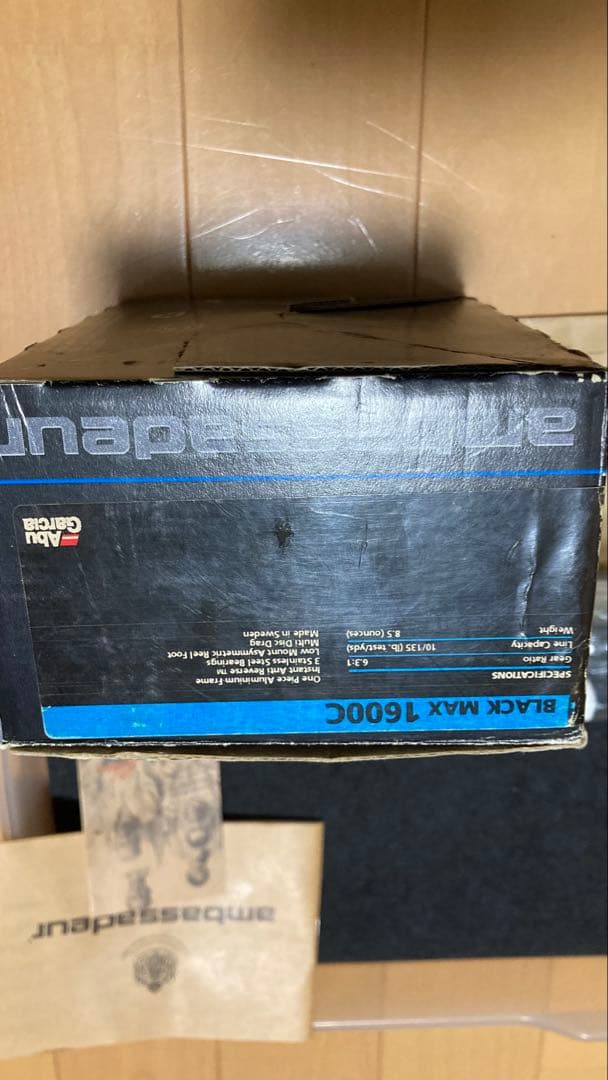 ambassadeur®
BLACK MAX 1600C
SPECIFICATIONS
Gear Ratio 6.3:1
Line Capacity 10/135 (lb. test/yds)
Weight 8.5 (ounces)
One Piece Aluminium Frame
Instant Anti Reverse ™
3 Stainless Steel Bearings
Low Mount Asymmetric Reel Foot
Multi Disc Drag
Made in Sweden
Abu
Garcia
ambassadeur